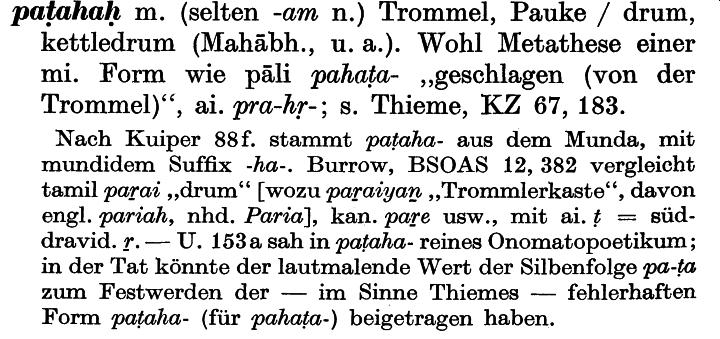 paṭahaḥ m. (selten -am n.) Trommel, Pauke / drum,
kettledrum (Mahābh., u. a.). Wohl Metathese einer
mi. Form wie pāli pahaṭa- „geschlagen (von der
Trommel)“, ai. pra-hṛ-; s. Thieme, KZ 67, 183.
Nach Kuiper 88 f. stammt paṭaha- aus dem Munda, mit
mundidem Suffix -ha-. Burrow, BSOAS 12, 382 vergleicht
tamil paṟai „drum“ [wozu paṟaiyaṉ „Trommlerkaste“, davon
engl. pariah, nhd. Paria], kan. paṟe usw., mit ai. ṭ = süd-
dravid. ṟ. — U. 153 a sah in paṭaha- reines Onomatopoetikum;
in der Tat könnte der lautmalende Wert der Silbenfolge pa-ṭa
zum Festwerden der — im Sinne Thiemes — fehlerhaften
Form paṭaha- (für pahaṭa-) beigetragen haben.